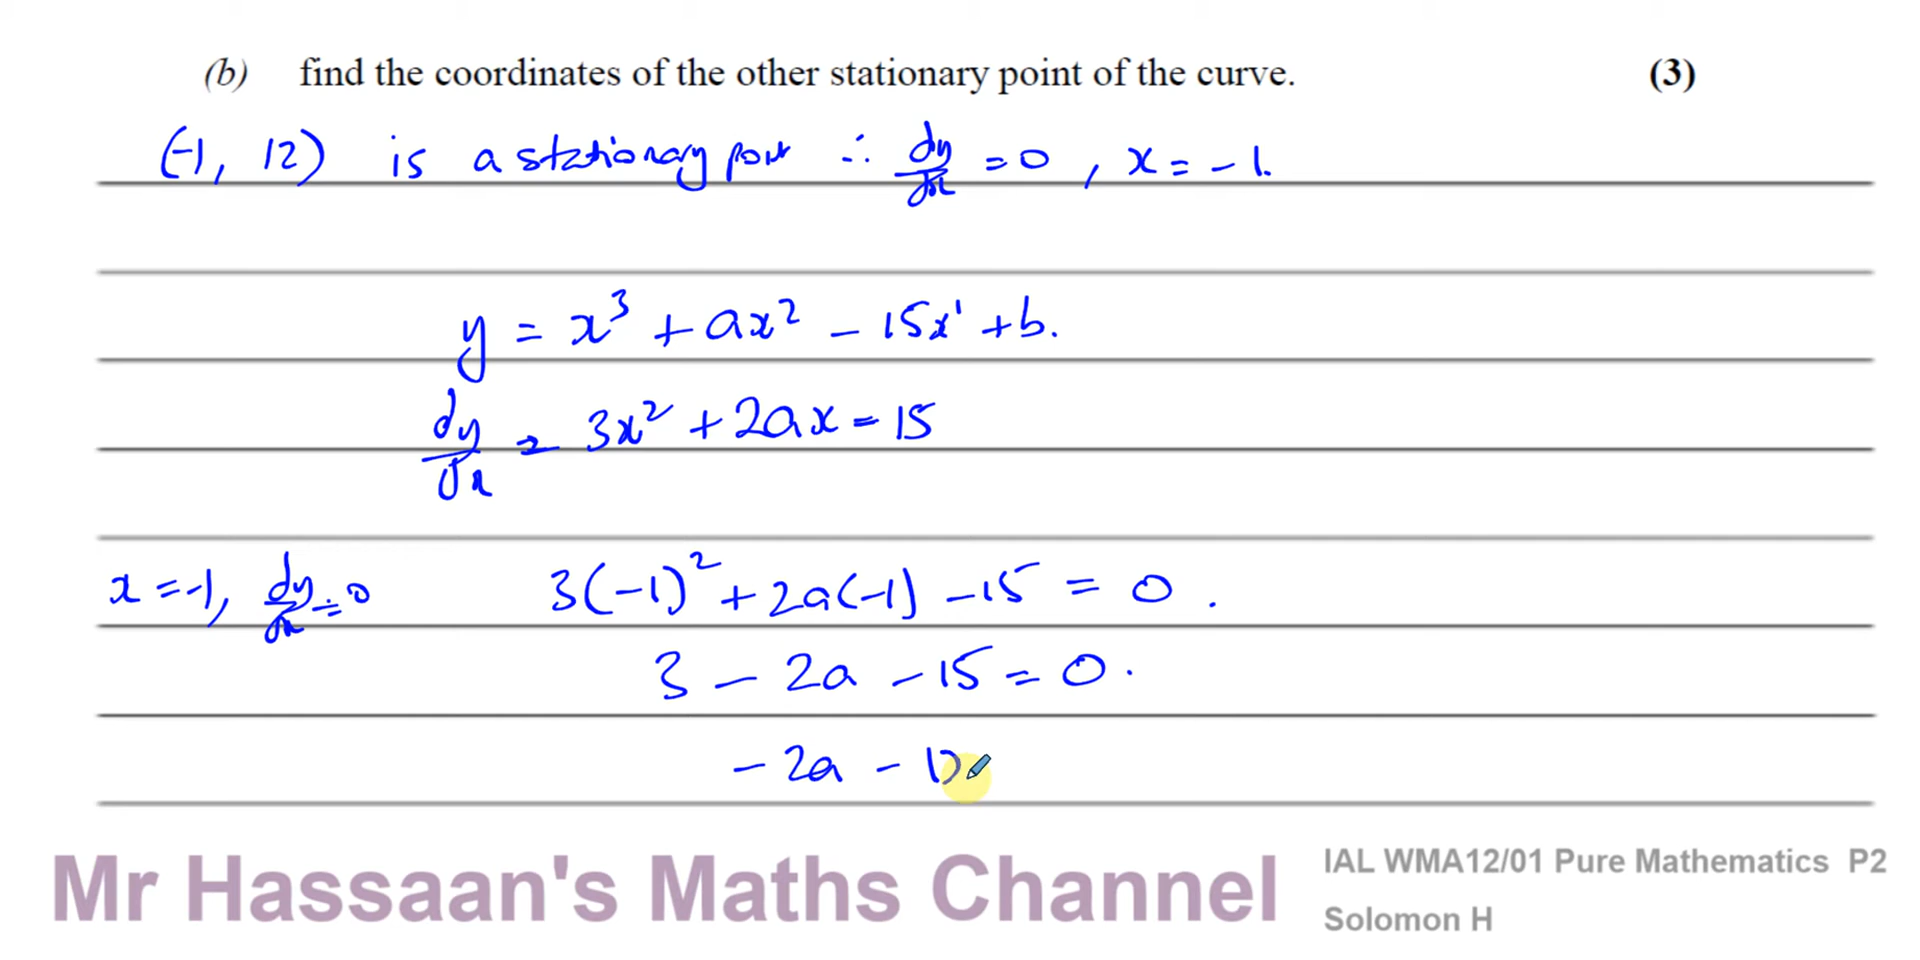 (b) find the coordinates of the other stationary point of the curve. (3)
(-1, 12) is a stationary point ∴ dy/dx = 0, x = -1.
y = x³ + ax² - 15x¹ + b.
dy/dx = 3x² + 2ax - 15
x = -1, dy/dx = 0 3(-1)² + 2a(-1) - 15 = 0.
3 - 2a - 15 = 0.
- 2a - 12
Mr Hassaan's Maths Channel
IAL WMA12/01 Pure Mathematics P2
Solomon H